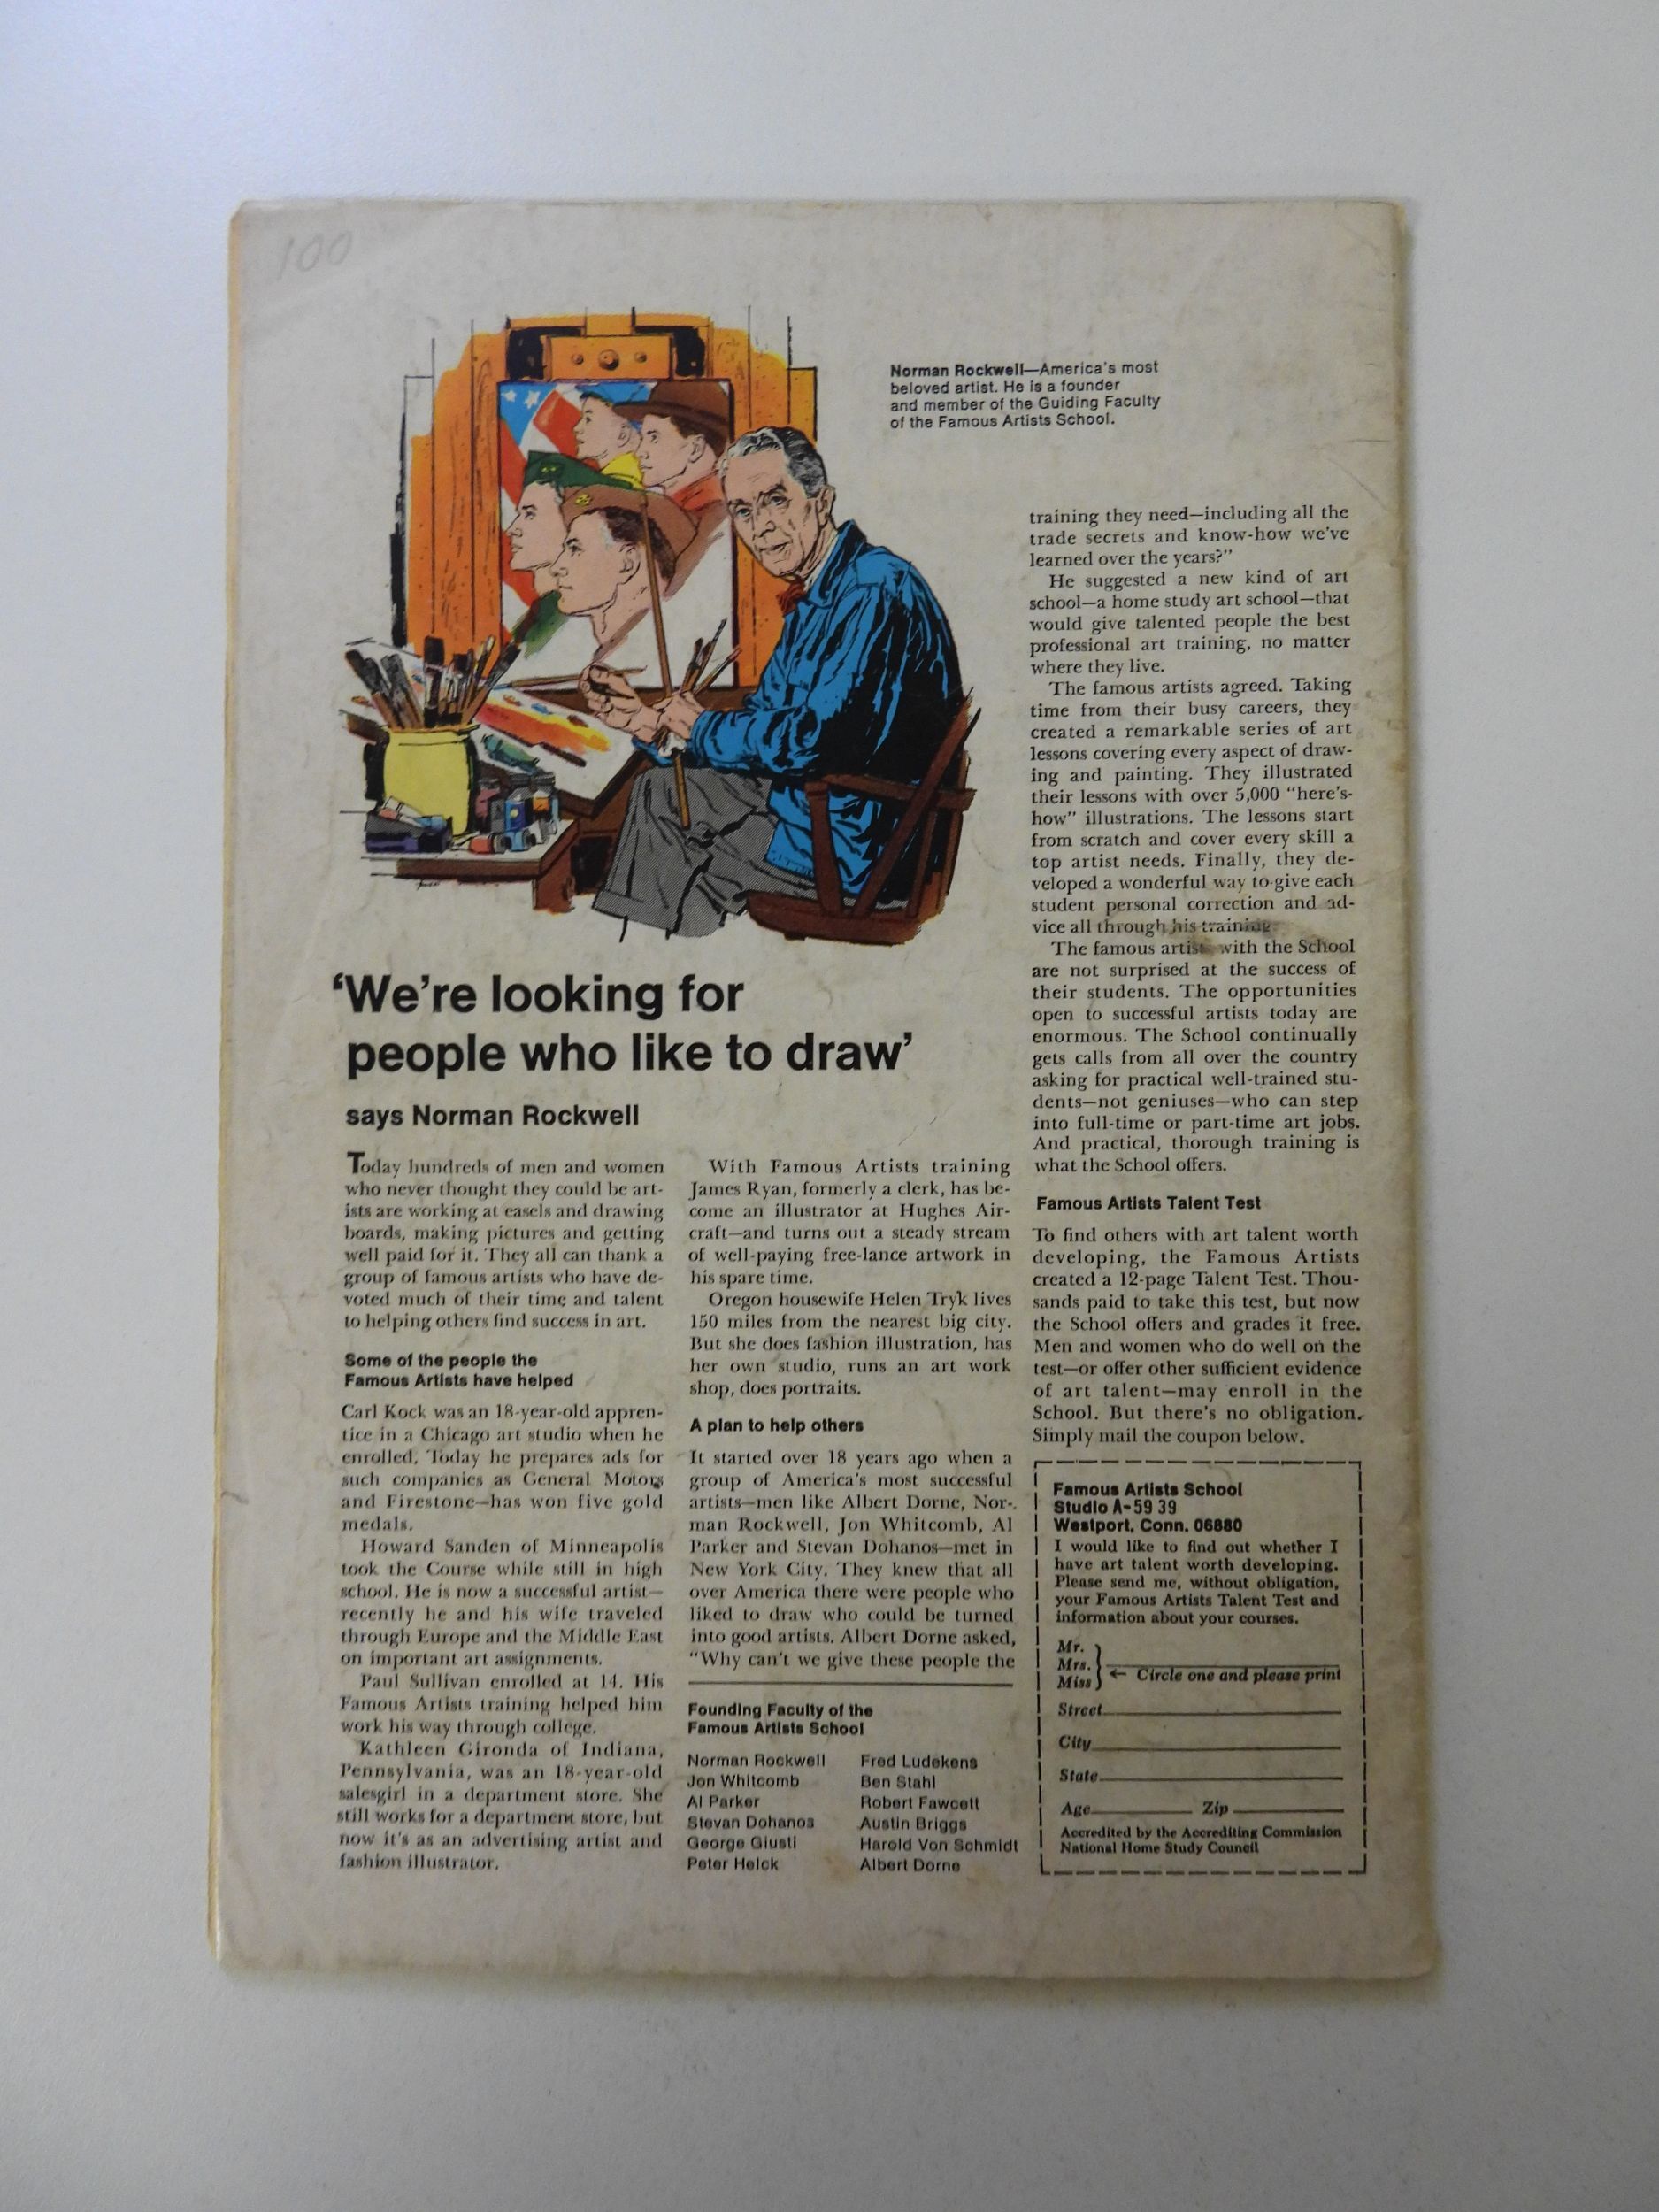 100
Norman Rockwell—America's most
beloved artist. He is a founder
and member of the Guiding Faculty
of the Famous Artists School.
'We're looking for
people who like to draw'
says Norman Rockwell
Today hundreds of men and women
who never thought they could be art-
ists are working at easels and drawing
boards, making pictures and getting
well paid for it. They all can thank a
group of famous artists who have de-
voted much of their time and talent
to helping others find success in art.
Some of the people the
Famous Artists have helped
Carl Kock was an 18-year-old appren-
tice in a Chicago art studio when he
enrolled. Today he prepares ads for
such companies as General Motors
and Firestone—has won five gold
medals.
Howard Sanden of Minneapolis
took the Course while still in high
school. He is now a successful artist—
recently he and his wife traveled
through Europe and the Middle East
on important art assignments.
Paul Sullivan enrolled at 14. His
Famous Artists training helped him
work his way through college.
Kathleen Gironda of Indiana,
Pennsylvania, was an 18-year-old
salesgirl in a department store. She
still works for a department store, but
now it's as an advertising artist and
fashion illustrator.
With Famous Artists training
James Ryan, formerly a clerk, has be-
come an illustrator at Hughes Air-
craft—and turns out a steady stream
of well-paying free-lance artwork in
his spare time.
Oregon housewife Helen Tryk lives
150 miles from the nearest big city.
But she does fashion illustration, has
her own studio, runs an art work
shop, does portraits.
A plan to help others
It started over 18 years ago when a
group of America's most successful
artists—men like Albert Dorne, Nor-
man Rockwell, Jon Whitcomb, Al
Parker and Stevan Dohanos—met in
New York City. They knew that all
over America there were people who
liked to draw who could be turned
into good artists. Albert Dorne asked,
"Why can't we give these people the
Founding Faculty of the
Famous Artists School
Norman Rockwell
Jon Whitcomb
Al Parker
Stevan Dohanos
George Giusti
Peter Helck
Fred Ludekens
Ben Stahl
Robert Fawcett
Austin Briggs
Harold Von Schmidt
Albert Dorne
training they need—including all the
trade secrets and know-how we've
learned over the years?"
He suggested a new kind of art
school—a home study art school—that
would give talented people the best
professional art training, no matter
where they live.
The famous artists agreed. Taking
time from their busy careers, they
created a remarkable series of art
lessons covering every aspect of draw-
ing and painting. They illustrated
their lessons with over 5,000 "here's-
how" illustrations. The lessons start
from scratch and cover every skill a
top artist needs. Finally, they de-
veloped a wonderful way to give each
student personal correction and ad-
vice all through his training.
The famous artists with the School
are not surprised at the success of
their students. The opportunities
open to successful artists today are
enormous. The School continually
gets calls from all over the country
asking for practical well-trained stu-
dents—not geniuses—who can step
into full-time or part-time art jobs.
And practical, thorough training is
what the School offers.
Famous Artists Talent Test
To find others with art talent worth
developing, the Famous Artists
created a 12-page Talent Test. Thou-
sands paid to take this test, but now
the School offers and grades it free.
Men and women who do well on the
test—or offer other sufficient evidence
of art talent—may enroll in the
School. But there's no obligation.
Simply mail the coupon below.
Famous Artists School
Studio A-59 39
Westport, Conn. 06880
I would like to find out whether I
have art talent worth developing.
Please send me, without obligation,
your Famous Artists Talent Test and
information about your courses.
Mr.
Mrs.
Miss ← Circle one and please print
Street
City
State
Age Zip
Accredited by the Accrediting Commission
National Home Study Council